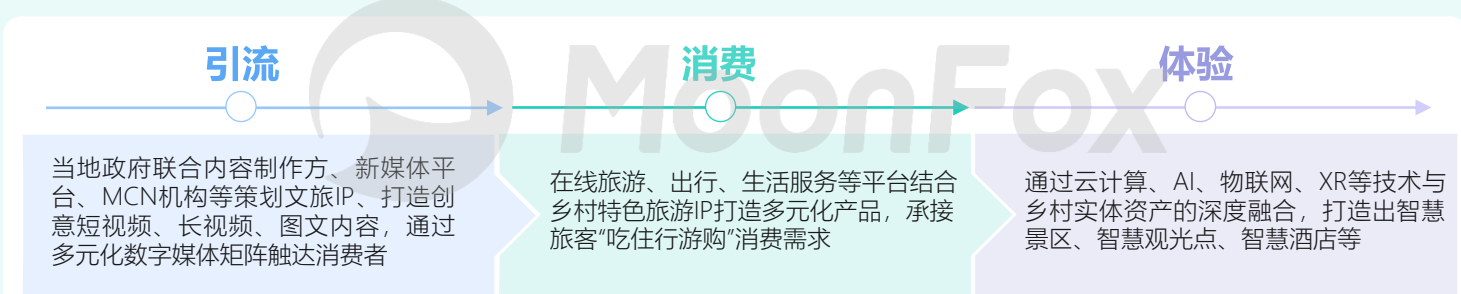 引流
当地政府联合内容制作方、新媒体平
台、MCN机构等策划文旅IP、打造创
意短视频、长视频、图文内容，通过
多元化数字媒体矩阵触达消费者
消费
在线旅游、出行、生活服务等平台结合
乡村特色旅游IP打造多元化产品，承接
旅客“吃住行游购”消费需求
体验
通过云计算、AI、物联网、XR等技术与
乡村实体资产的深度融合，打造出智慧
景区、智慧观光点、智慧酒店等
MoonFox